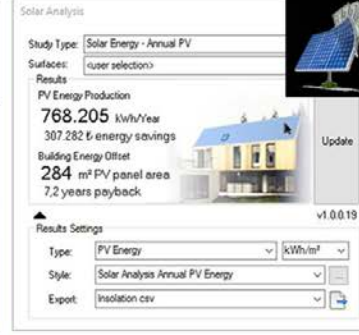 Solar Analysis
Study Type: Solar Energy - Annual PV
Surfaces: <user selection>
Results
PV Energy Production
768.205 kWh/Year
307.282 ₺ energy savings
Building Energy Offset
284 m² PV panel area
7,2 years payback
Update
v1.0.0.19
Results Settings
Type: PV Energy kWh/m²
Style: Solar Analysis Annual PV Energy ...
Export: Insolation csv